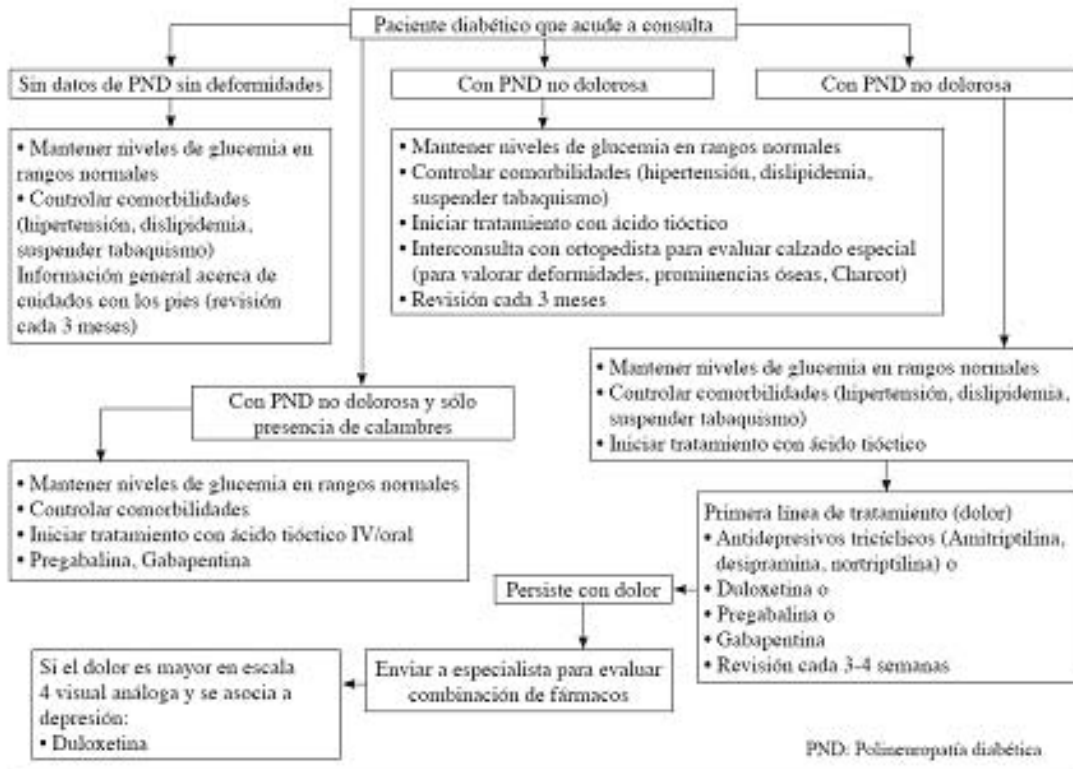 Paciente diabético que acude a consulta
Sin datos de PND sin deformidades
Con PND no dolorosa
Con PND no dolorosa
• Mantener niveles de glucemia en
rangos normales
• Controlar comorbilidades
(hipertensión, dislipidemia,
suspender tabaquismo)
Información general acerca de
cuidados con los pies (revisión
cada 3 meses)
• Mantener niveles de glucemia en rangos normales
• Controlar comorbilidades (hipertensión, dislipidemia,
suspender tabaquismo)
• Iniciar tratamiento con ácido tióctico
• Interconsulta con ortopedista para evaluar calzado especial
(para valorar deformidades, prominencias óseas, Charcot)
• Revisión cada 3 meses
• Mantener niveles de glucemia en rangos normales
• Controlar comorbilidades (hipertensión, dislipidemia,
suspender tabaquismo)
• Iniciar tratamiento con ácido tióctico
Con PND no dolorosa y sólo
presencia de calambres
• Mantener niveles de glucemia en rangos normales
• Controlar comorbilidades
• Iniciar tratamiento con ácido tióctico IV/oral
• Pregabalina, Gabapentina
Primera línea de tratamiento (dolor)
• Antidepresivos tricíclicos (Amitriptilina,
desipramina, nortriptilina) o
• Duloxetina o
• Pregabalina o
• Gabapentina
• Revisión cada 3-4 semanas
Persiste con dolor
Enviar a especialista para evaluar
combinación de fármacos
Si el dolor es mayor en escala
4 visual análoga y se asocia a
depresión:
• Duloxetina
PND: Polineuropatía diabética